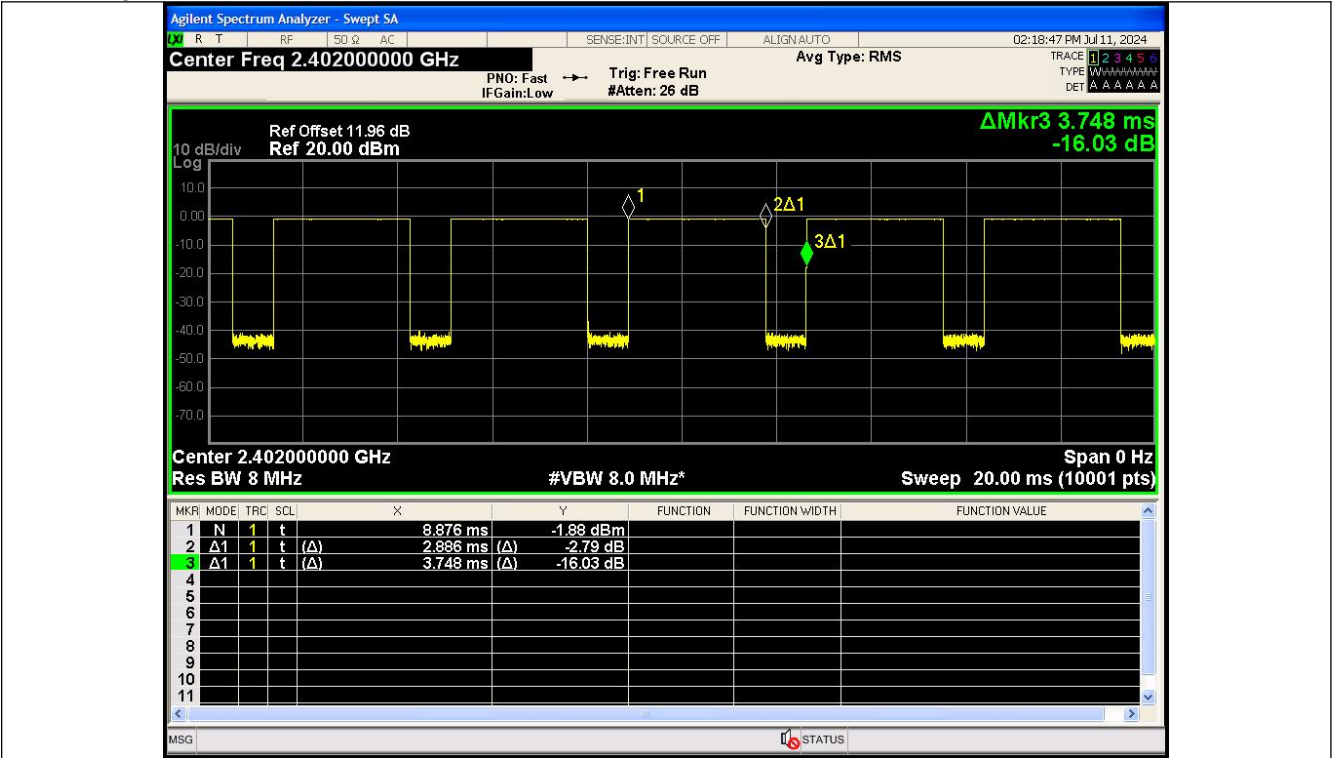 Agilent Spectrum Analyzer - Swept SA
LXI R T RF 50 Ω AC SENSE:INT SOURCE OFF ALIGN AUTO 02:18:47 PM Jul 11, 2024
Center Freq 2.402000000 GHz
Avg Type: RMS
TRACE 1 2 3 4 5 6
PNO: Fast Trig: Free Run
TYPE W
IFGain:Low #Atten: 26 dB
DET A A A A A A
ΔMkr3 3.748 ms
-16.03 dB
Ref Offset 11.96 dB
10 dB/div Ref 20.00 dBm
Log
10.0
0.00
-10.0
-20.0
-30.0
-40.0
-50.0
-60.0
-70.0
1
2Δ1
3Δ1
Center 2.402000000 GHz Span 0 Hz
Res BW 8 MHz #VBW 8.0 MHz* Sweep 20.00 ms (10001 pts)
MKR MODE TRC SCL X Y FUNCTION FUNCTION WIDTH FUNCTION VALUE
1 N 1 t 8.876 ms -1.88 dBm
2 Δ1 1 t (Δ) 2.886 ms (Δ) -2.79 dB
3 Δ1 1 t (Δ) 3.748 ms (Δ) -16.03 dB
4
5
6
7
8
9
10
11
MSG STATUS